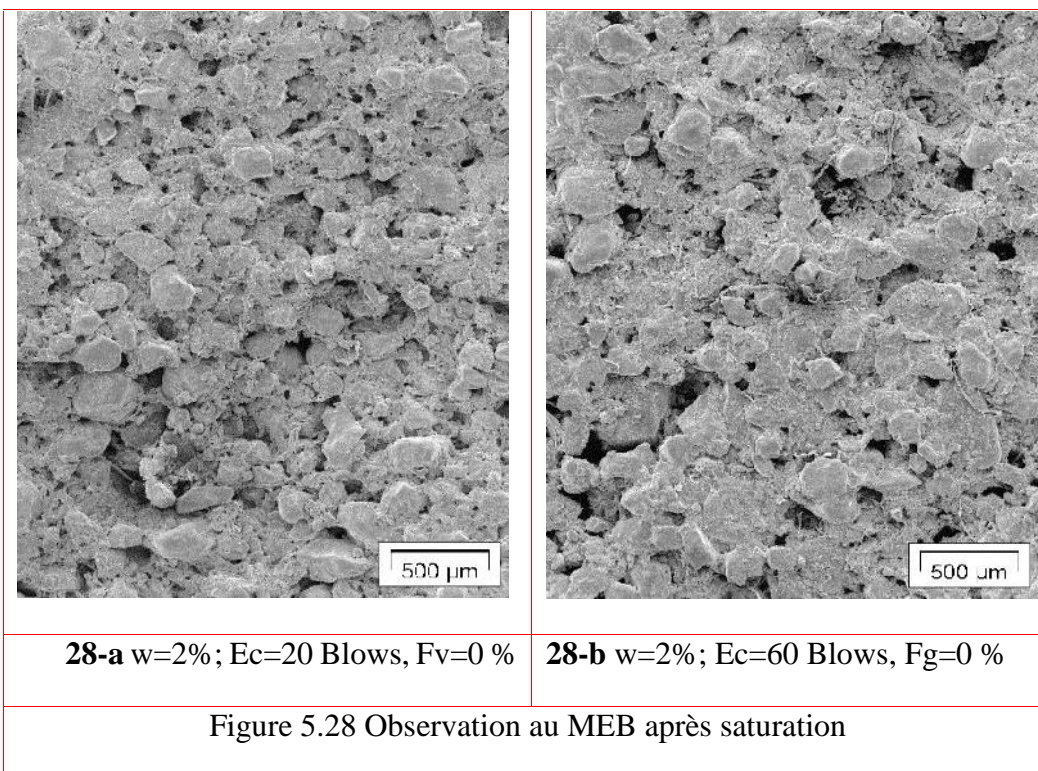 500 µm
500 um
28-a w=2%; Ec=20 Blows, Fv=0 %
28-b w=2%; Ec=60 Blows, Fg=0 %
Figure 5.28 Observation au MEB après saturation